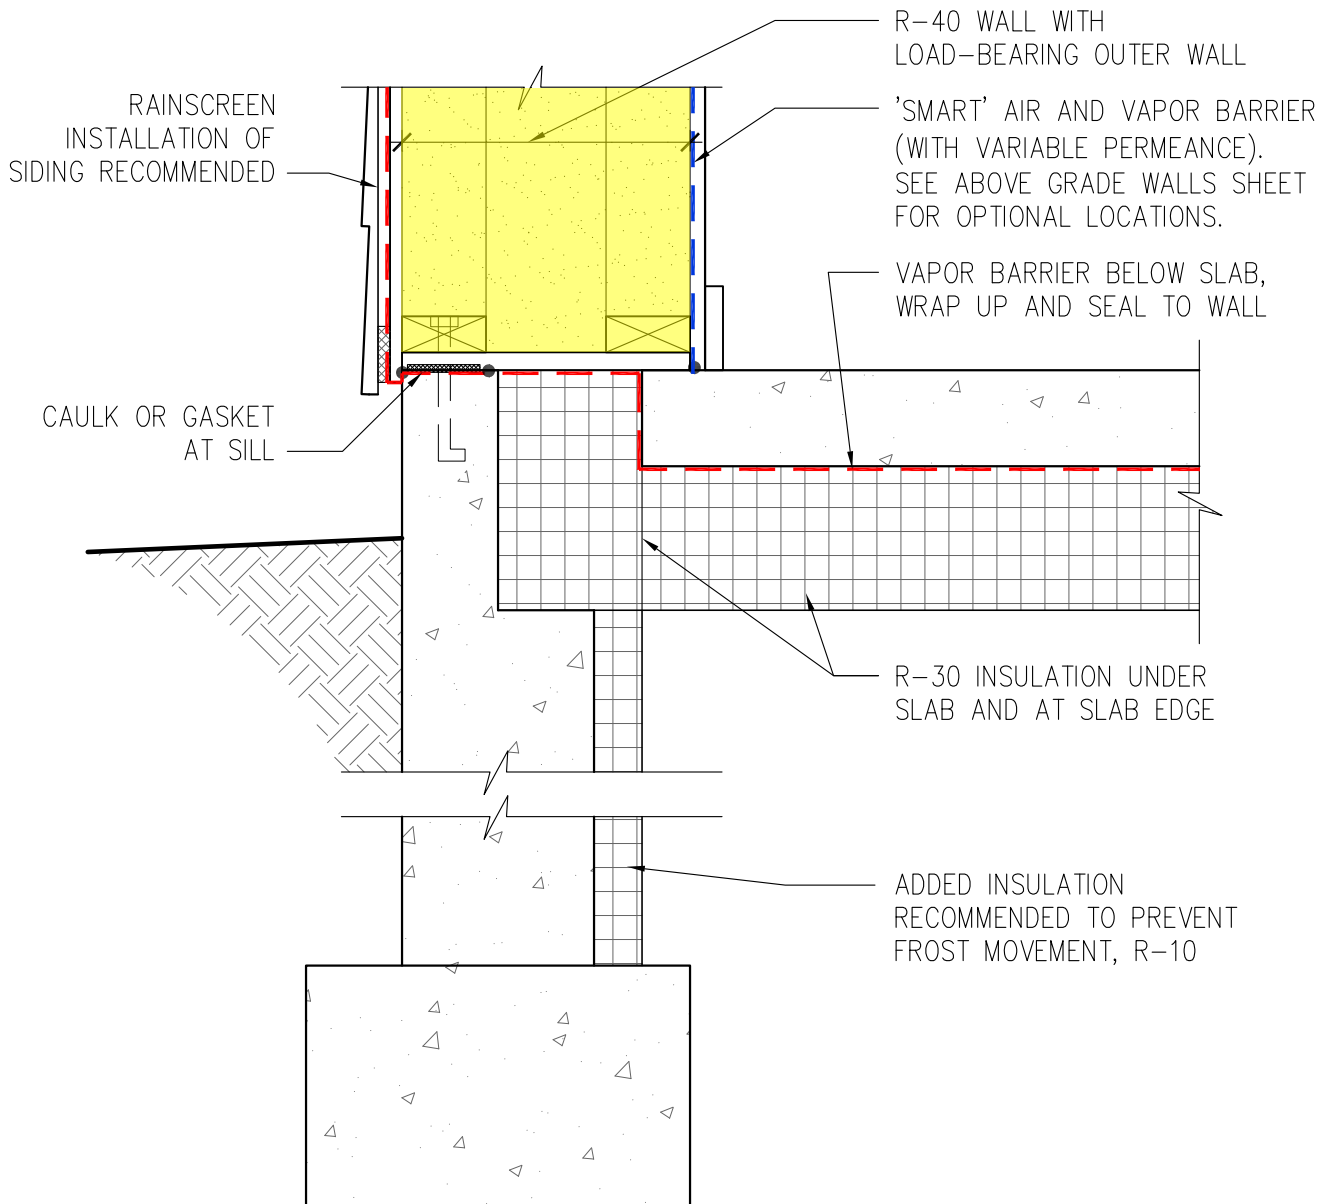 R-40 WALL WITH
LOAD-BEARING OUTER WALL
RAINSCREEN
INSTALLATION OF
SIDING RECOMMENDED
'SMART' AIR AND VAPOR BARRIER
(WITH VARIABLE PERMEANCE).
SEE ABOVE GRADE WALLS SHEET
FOR OPTIONAL LOCATIONS.
VAPOR BARRIER BELOW SLAB,
WRAP UP AND SEAL TO WALL
CAULK OR GASKET
AT SILL
R-30 INSULATION UNDER
SLAB AND AT SLAB EDGE
ADDED INSULATION
RECOMMENDED TO PREVENT
FROST MOVEMENT, R-10